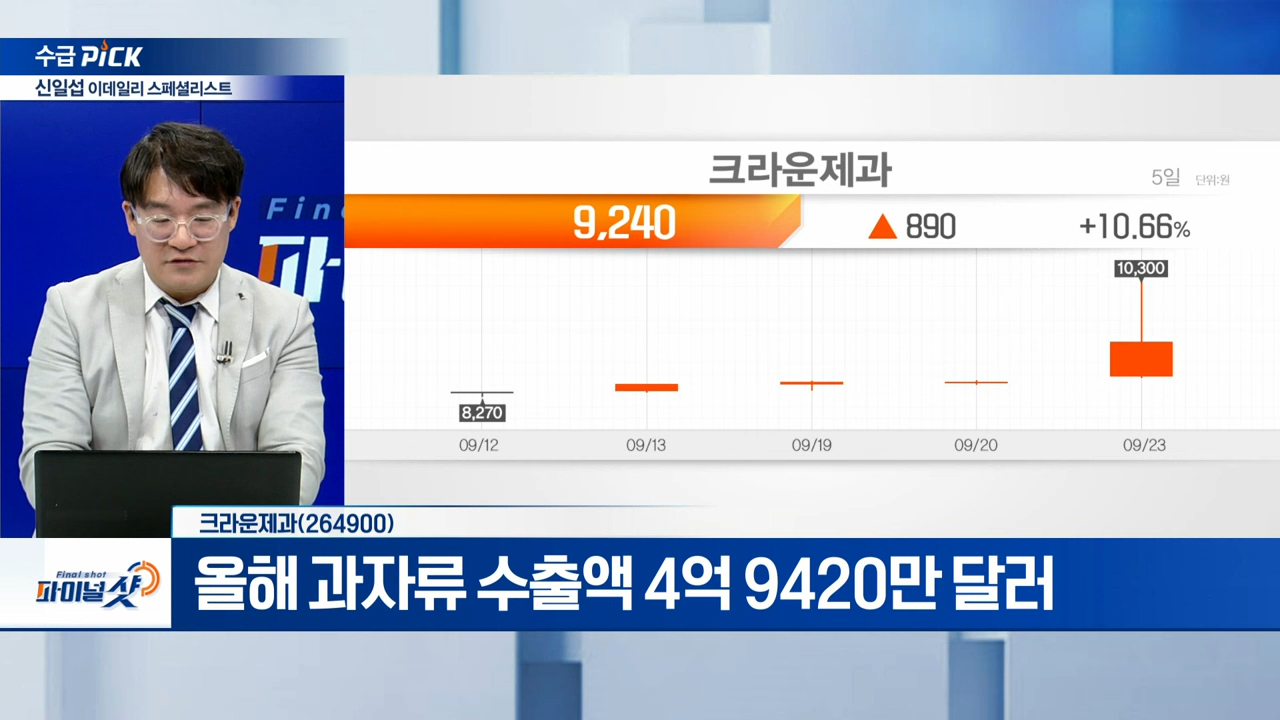 수급 PiCK
신일섭 이데일리 스페셜리스트
Fin
파
크라운제과
5일 단위:원
9,240 ▲ 890 +10.66%
10,300
8,270
09/12 09/13 09/19 09/20 09/23
크라운제과(264900)
Final shot
파이널샷
올해 과자류 수출액 4억 9420만 달러